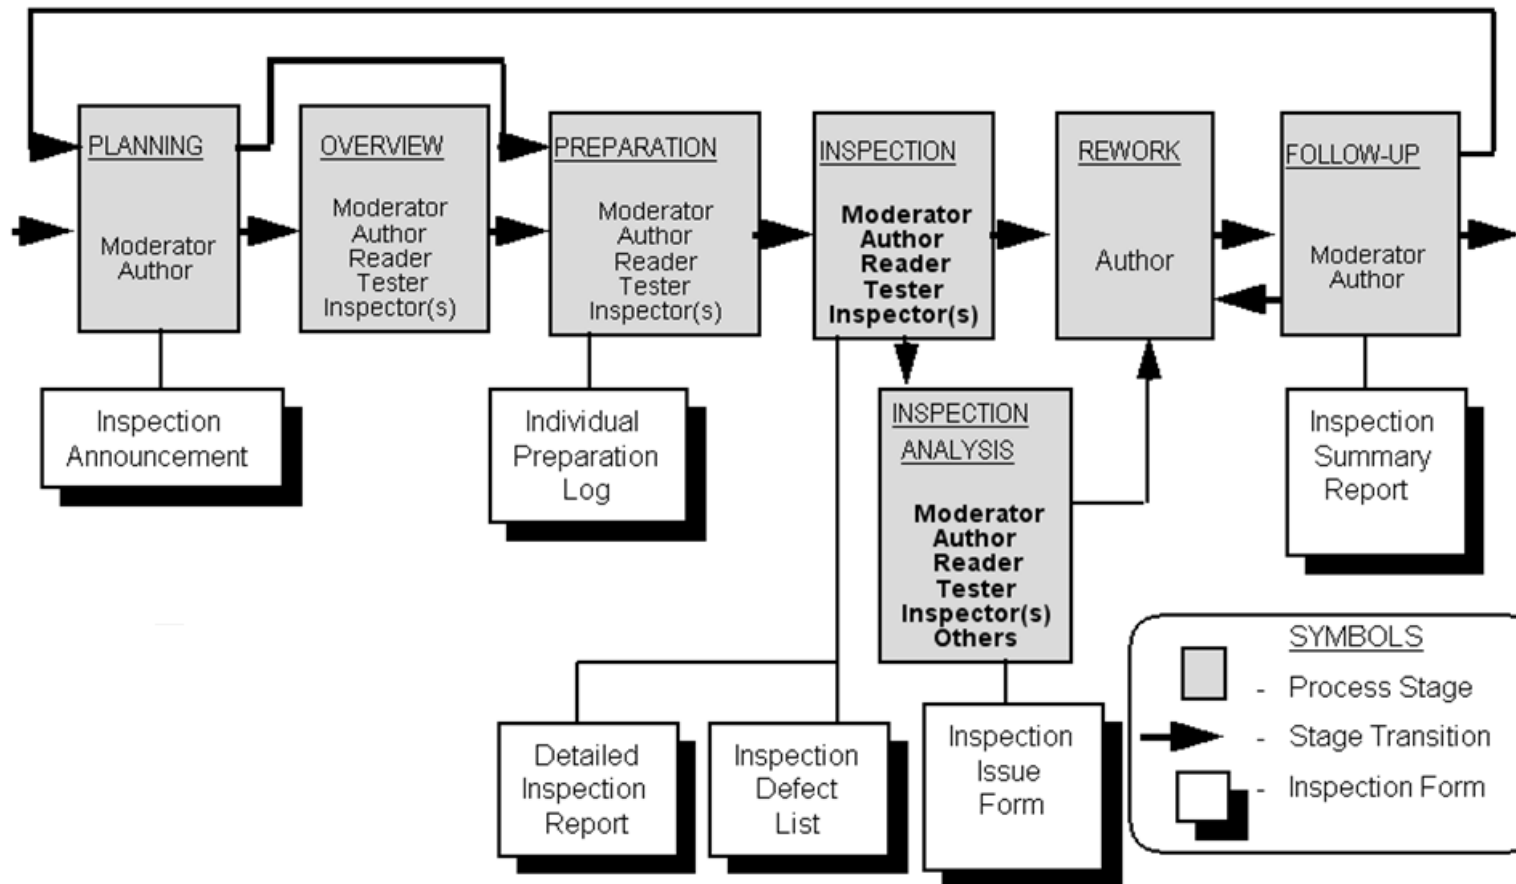 PLANNING
Moderator
Author
OVERVIEW
Moderator
Author
Reader
Tester
Inspector(s)
PREPARATION
Moderator
Author
Reader
Tester
Inspector(s)
INSPECTION
Moderator
Author
Reader
Tester
Inspector(s)
REWORK
Author
FOLLOW-UP
Moderator
Author
Inspection
Announcement
Individual
Preparation
Log
INSPECTION
ANALYSIS
Moderator
Author
Reader
Tester
Inspector(s)
Others
Inspection
Summary
Report
Detailed
Inspection
Report
Inspection
Defect
List
Inspection
Issue
Form
SYMBOLS
- Process Stage
- Stage Transition
- Inspection Form